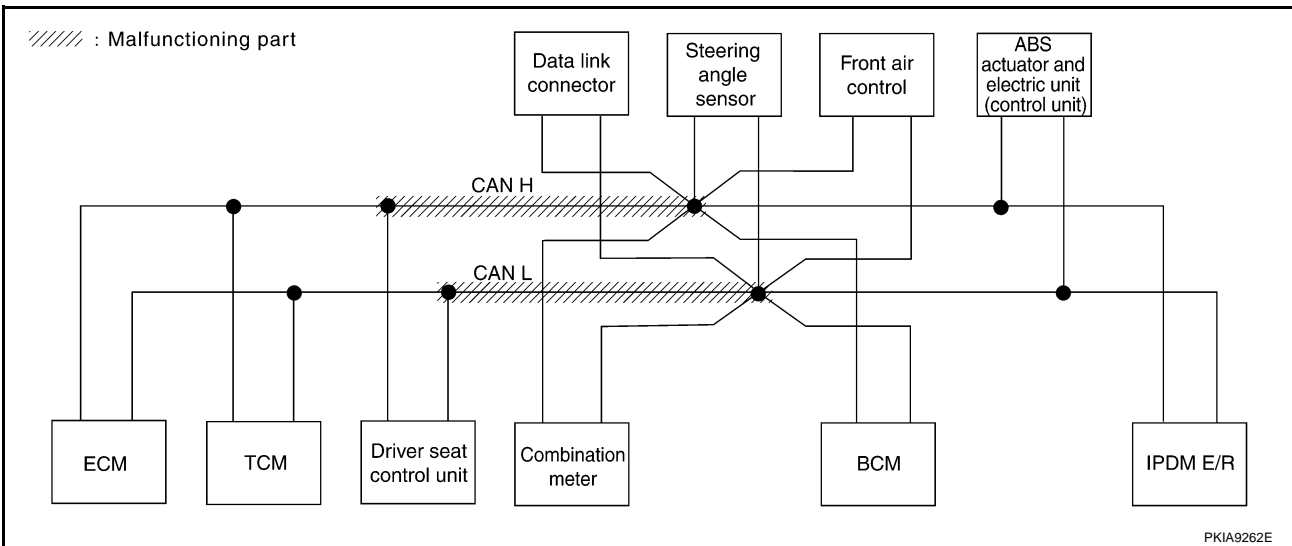 : Malfunctioning part
Data link
connector
Steering
angle
sensor
Front air
control
ABS
actuator and
electric unit
(control unit)
CAN H
CAN L
ECM
TCM
Driver seat
control unit
Combination
meter
BCM
IPDM E/R
PKIA9262E